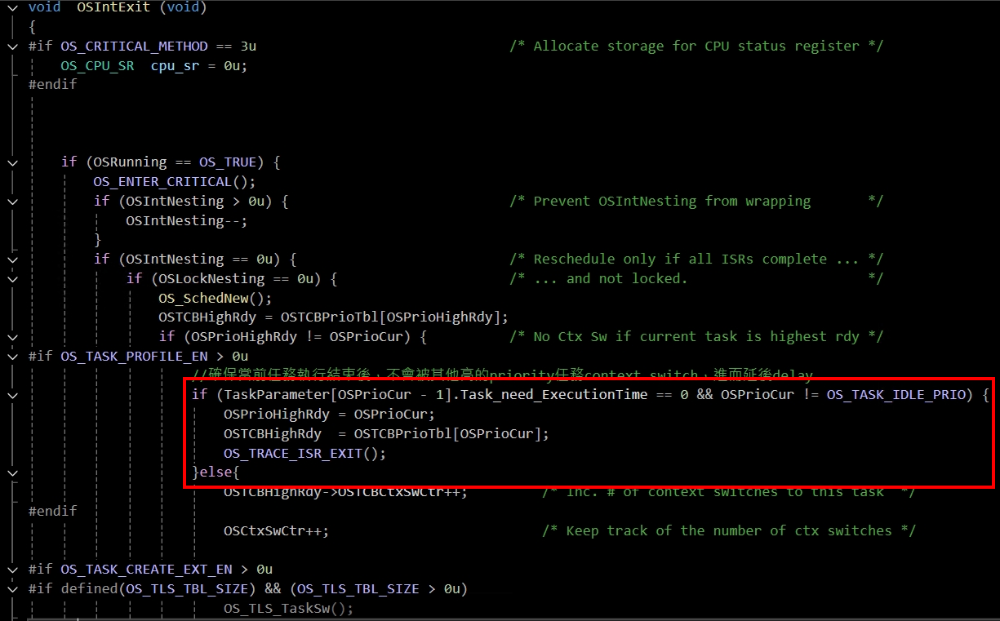 void  OSIntExit (void)
{
#if OS_CRITICAL_METHOD == 3u                               /* Allocate storage for CPU status register */
    OS_CPU_SR  cpu_sr = 0u;
#endif
    if (OSRunning == OS_TRUE) {
        OS_ENTER_CRITICAL();
        if (OSIntNesting > 0u) {                           /* Prevent OSIntNesting from wrapping       */
            OSIntNesting--;
        }
        if (OSIntNesting == 0u) {                          /* Reschedule only if all ISRs complete ... */
            if (OSLockNesting == 0u) {                     /* ... and not locked.                      */
                OS_SchedNew();
                OSTCBHighRdy = OSTCBPrioTbl[OSPrioHighRdy];
                if (OSPrioHighRdy != OSPrioCur) {          /* No Ctx Sw if current task is highest rdy */
#if OS_TASK_PROFILE_EN > 0u
                    //確保當前任務執行結束後，不會被其他高的priority任務context switch，進而延後delay
                    if (TaskParameter[OSPrioCur - 1].Task_need_ExecutionTime == 0 && OSPrioCur != OS_TASK_IDLE_PRIO) {
                        OSPrioHighRdy = OSPrioCur;
                        OSTCBHighRdy  = OSTCBPrioTbl[OSPrioCur];
                        OS_TRACE_ISR_EXIT();
                    }else{
                        OSTCBHighRdy->OSTCBCtxSwCtr++;         /* Inc. # of context switches to this task  */
#endif
                        OSCtxSwCtr++;                          /* Keep track of the number of ctx switches */
#if OS_TASK_CREATE_EXT_EN > 0u
#if defined(OS_TLS_TBL_SIZE) && (OS_TLS_TBL_SIZE > 0u)
                        OS_TLS_TaskSw();